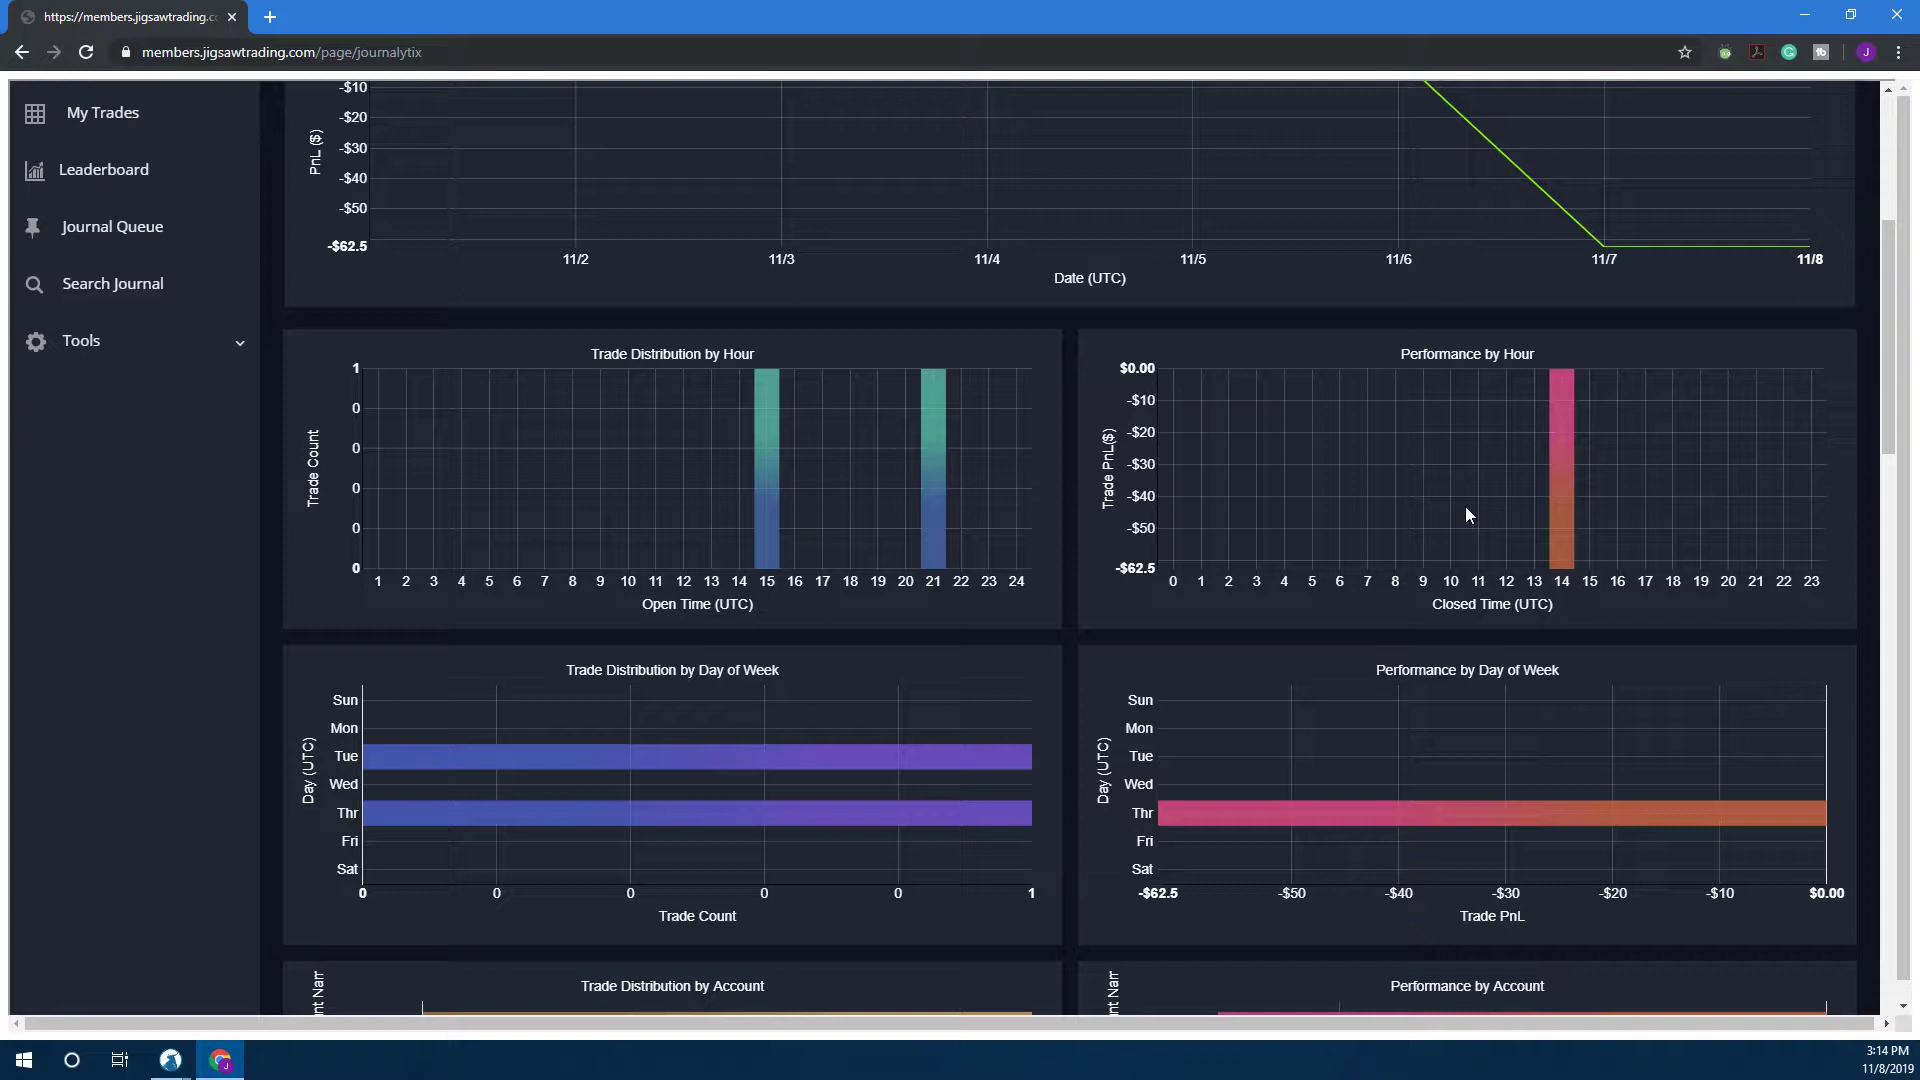 https://members.jigsawtrading.c
members.jigsawtrading.com/page/journalytix
J
My Trades
Leaderboard
Journal Queue
Search Journal
Tools
PnL ($)
-$10
-$20
-$30
-$40
-$50
-$62.5
11/2 11/3 11/4 11/5 11/6 11/7 11/8
Date (UTC)
Trade Distribution by Hour
Trade Count
1
0
0
0
0
0
1 2 3 4 5 6 7 8 9 10 11 12 13 14 15 16 17 18 19 20 21 22 23 24
Open Time (UTC)
Performance by Hour
Trade PnL($)
$0.00
-$10
-$20
-$30
-$40
-$50
-$62.5
0 1 2 3 4 5 6 7 8 9 10 11 12 13 14 15 16 17 18 19 20 21 22 23
Closed Time (UTC)
Trade Distribution by Day of Week
Day (UTC)
Sun
Mon
Tue
Wed
Thr
Fri
Sat
0 0 0 0 0 1
Trade Count
Performance by Day of Week
Day (UTC)
Sun
Mon
Tue
Wed
Thr
Fri
Sat
-$62.5 -$50 -$40 -$30 -$20 -$10 $0.00
Trade PnL
Trade Distribution by Account
Performance by Account
3:14 PM
11/8/2019